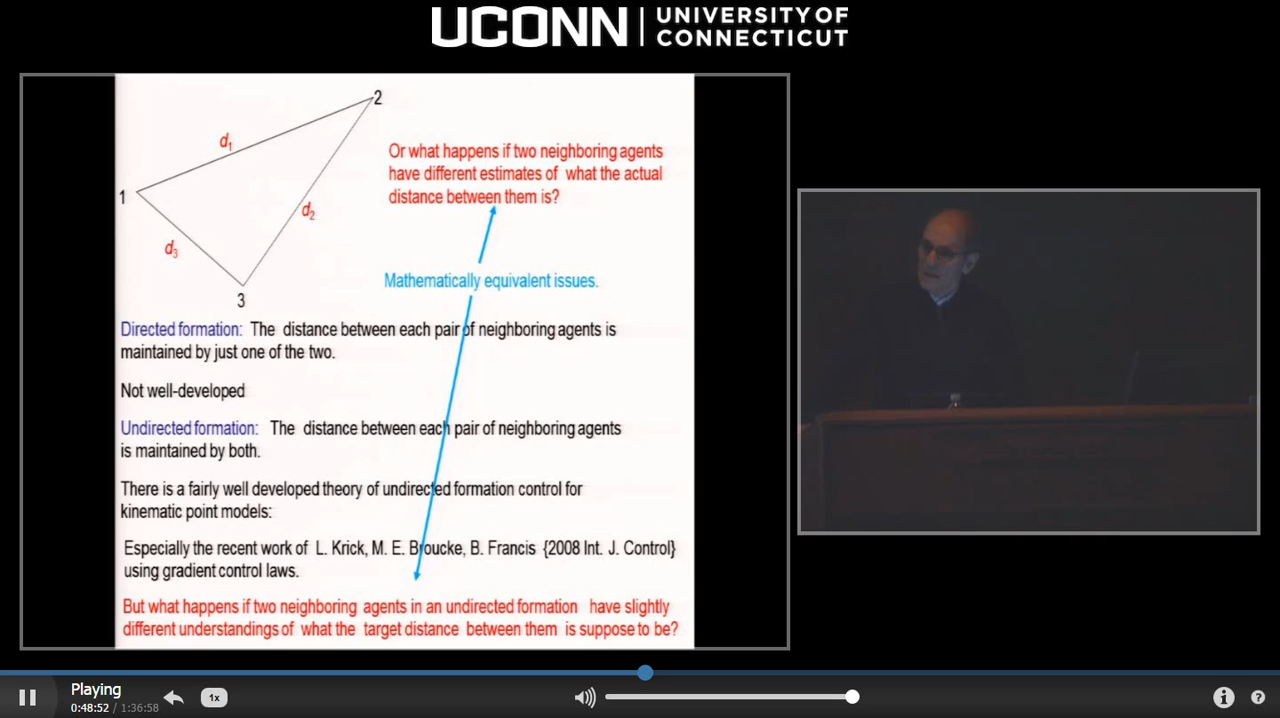 UCONN
UNIVERSITY OF
CONNECTICUT
2
d1
1
d2
d3
3
Or what happens if two neighboring agents
have different estimates of what the actual
distance between them is?
Mathematically equivalent issues.
Directed formation: The distance between each pair of neighboring agents is
maintained by just one of the two.
Not well-developed
Undirected formation: The distance between each pair of neighboring agents
is maintained by both.
There is a fairly well developed theory of undirected formation control for
kinematic point models:
Especially the recent work of L. Krick, M. E. Broucke, B. Francis {2008 Int. J. Control}
using gradient control laws.
But what happens if two neighboring agents in an undirected formation have slightly
different understandings of what the target distance between them is suppose to be?
Playing
0:48:52 / 1:36:58
1x
i
?